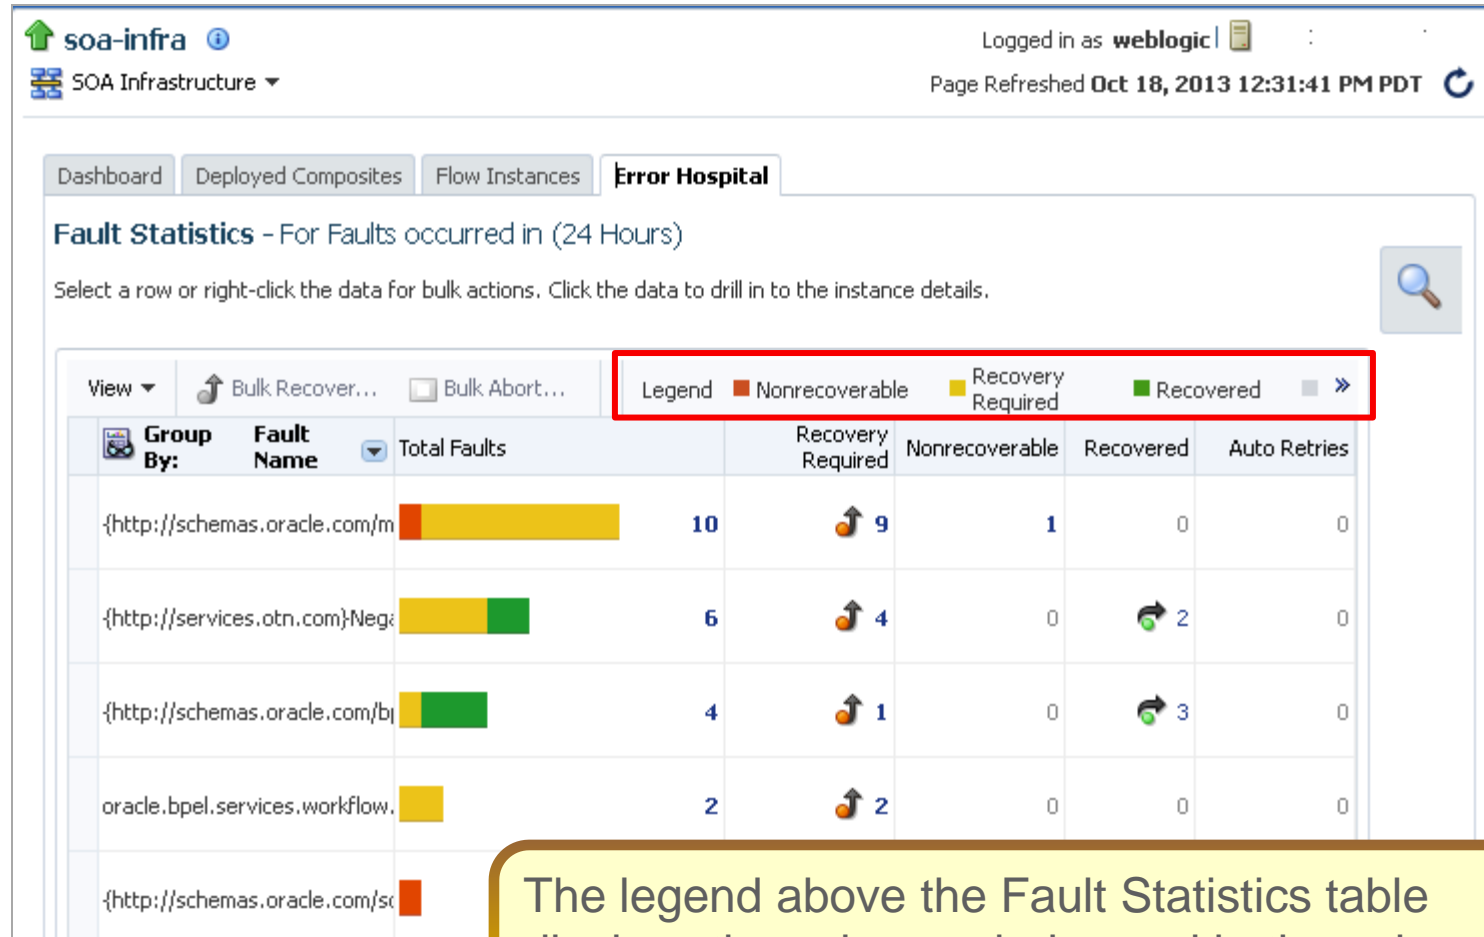 soa-infra
Logged in as weblogic
SOA Infrastructure
Page Refreshed Oct 18, 2013 12:31:41 PM PDT
Dashboard
Deployed Composites
Flow Instances
Error Hospital
Fault Statistics - For Faults occurred in (24 Hours)
Select a row or right-click the data for bulk actions. Click the data to drill in to the instance details.
View
Bulk Recover...
Bulk Abort...
Legend
Nonrecoverable
Recovery Required
Recovered
Group By: Fault Name
Total Faults
Recovery Required
Nonrecoverable
Recovered
Auto Retries
{http://schemas.oracle.com/m 10 9 1 0 0
{http://services.otn.com}Nega 6 4 0 2 0
{http://schemas.oracle.com/bp 4 1 0 3 0
oracle.bpel.services.workflow. 2 2 0 0 0
{http://schemas.oracle.com/so
The legend above the Fault Statistics table